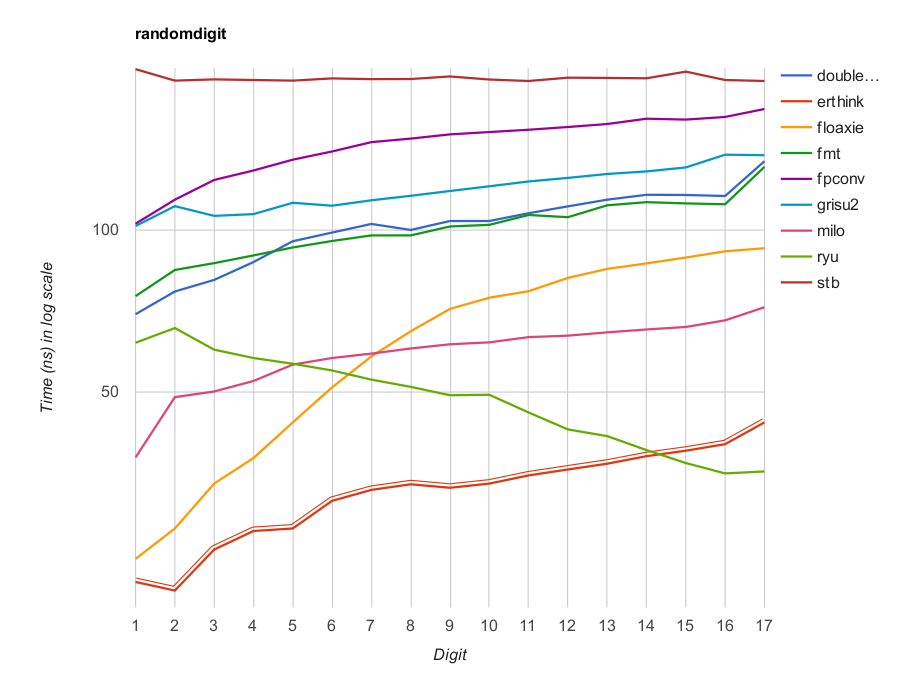 randomdigit
Time (ns) in log scale
100
50
1 2 3 4 5 6 7 8 9 10 11 12 13 14 15 16 17
Digit
double…
erthink
floaxie
fmt
fpconv
grisu2
milo
ryu
stb